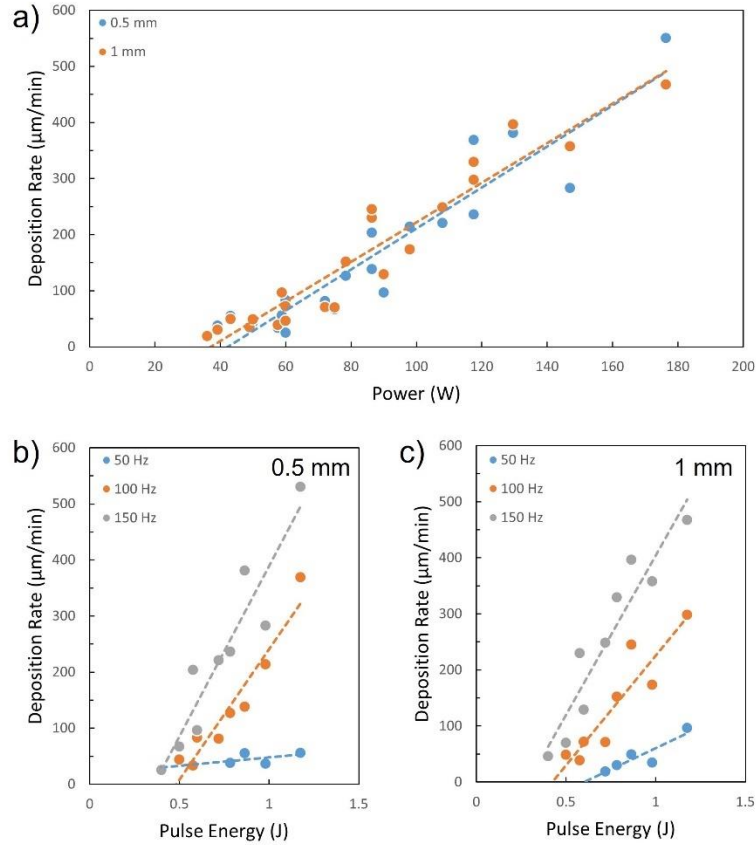 a)
600
500
400
300
200
100
0
Deposition Rate (µm/min)
0.5 mm
1 mm
0 20 40 60 80 100 120 140 160 180 200
Power (W)
b)
600
500
400
300
200
100
0
Deposition Rate (µm/min)
50 Hz
100 Hz
150 Hz
0.5 mm
0 0.5 1 1.5
Pulse Energy (J)
c)
600
500
400
300
200
100
0
Deposition Rate (µm/min)
50 Hz
100 Hz
150 Hz
1 mm
0 0.5 1 1.5
Pulse Energy (J)